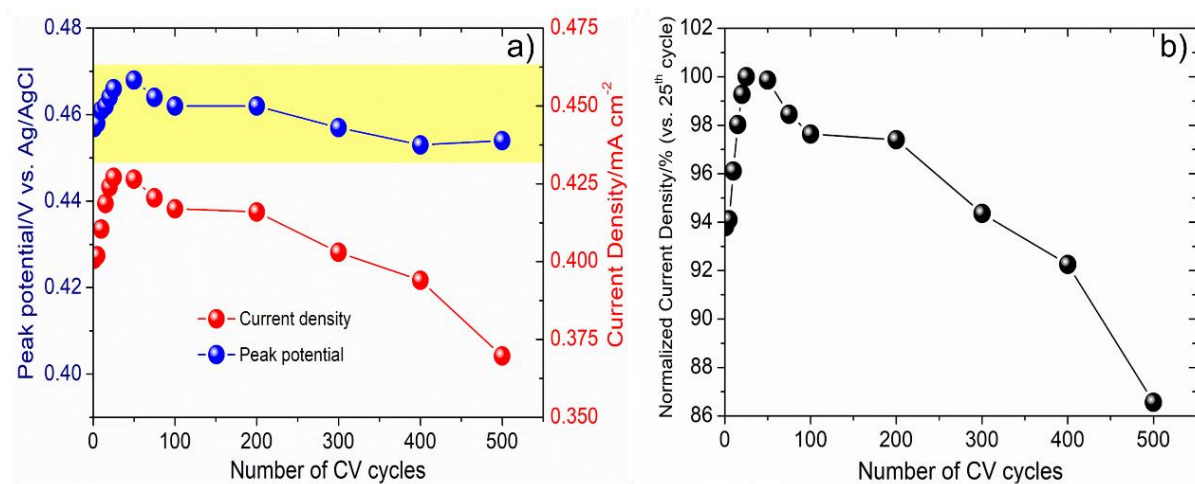 a)
Peak potential/V vs. Ag/AgCl
0.48
0.46
0.44
0.42
0.40
0.475
0.450
0.425
0.400
0.375
0.350
Current Density/mA cm⁻²
Current density
Peak potential
0 100 200 300 400 500
Number of CV cycles
b)
Normalized Current Density/% (vs. 25ᵗʰ cycle)
102
100
98
96
94
92
90
88
86
0 100 200 300 400 500
Number of CV cycles